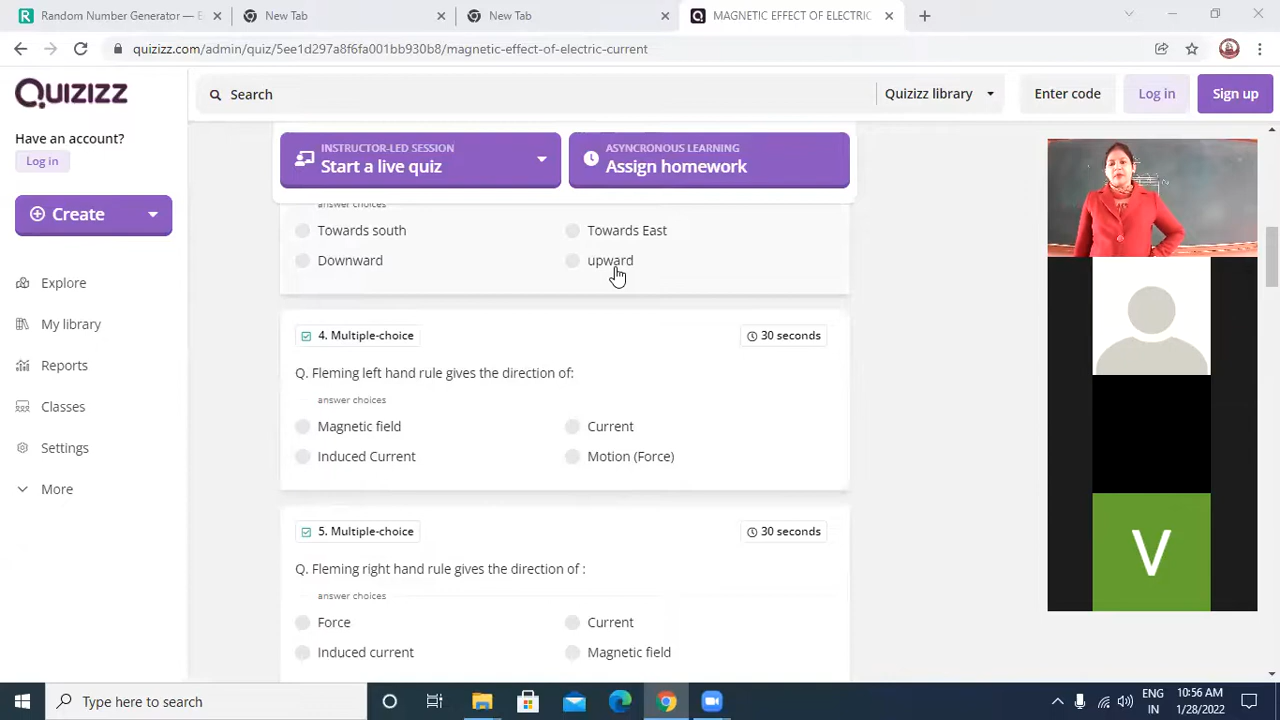 Random Number Generator — E
New Tab
New Tab
MAGNETIC EFFECT OF ELECTRIC
quizizz.com/admin/quiz/5ee1d297a8f6fa001bb930b8/magnetic-effect-of-electric-current
QUIZIZZ
Search
Quizizz library
Enter code
Log in
Sign up
Have an account?
Log in
Create
Explore
My library
Reports
Classes
Settings
More
INSTRUCTOR-LED SESSION
Start a live quiz
ASYNCRONOUS LEARNING
Assign homework
answer choices
Towards south
Towards East
Downward
upward
4. Multiple-choice
30 seconds
Q. Fleming left hand rule gives the direction of:
answer choices
Magnetic field
Current
Induced Current
Motion (Force)
5. Multiple-choice
30 seconds
Q. Fleming right hand rule gives the direction of :
answer choices
Force
Current
Induced current
Magnetic field
V
Type here to search
ENG
IN
10:56 AM
1/28/2022